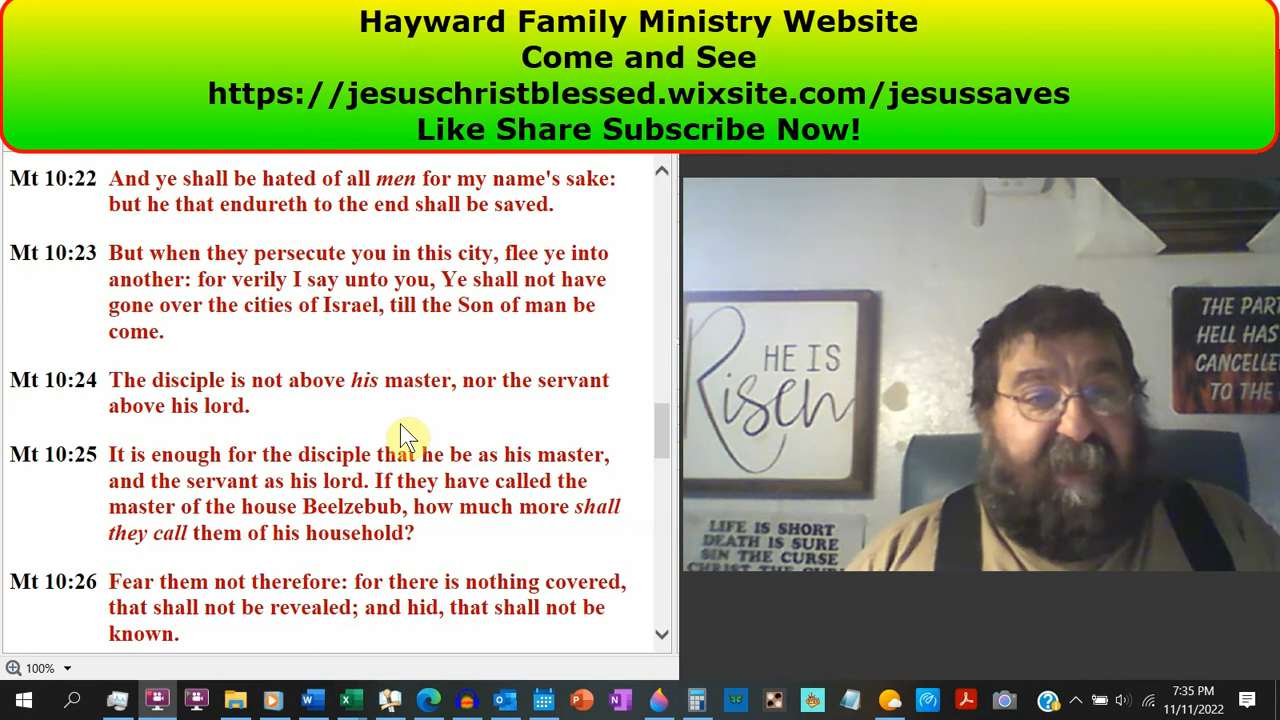 Hayward Family Ministry Website
Come and See
https://jesuschristblessed.wixsite.com/jesussaves
Like Share Subscribe Now!
Mt 10:22 And ye shall be hated of all men for my name's sake:
but he that endureth to the end shall be saved.
Mt 10:23 But when they persecute you in this city, flee ye into
another: for verily I say unto you, Ye shall not have
gone over the cities of Israel, till the Son of man be
come.
Mt 10:24 The disciple is not above his master, nor the servant
above his lord.
Mt 10:25 It is enough for the disciple that he be as his master,
and the servant as his lord. If they have called the
master of the house Beelzebub, how much more shall
they call them of his household?
Mt 10:26 Fear them not therefore: for there is nothing covered,
that shall not be revealed; and hid, that shall not be
known.
HE IS
Risen
THE PART
HELL HAS
CANCELLE
TO THE
LIFE IS SHORT
DEATH IS SURE
SIN THE CURSE
CHRIST THE CUR
100%
7:35 PM
11/11/2022